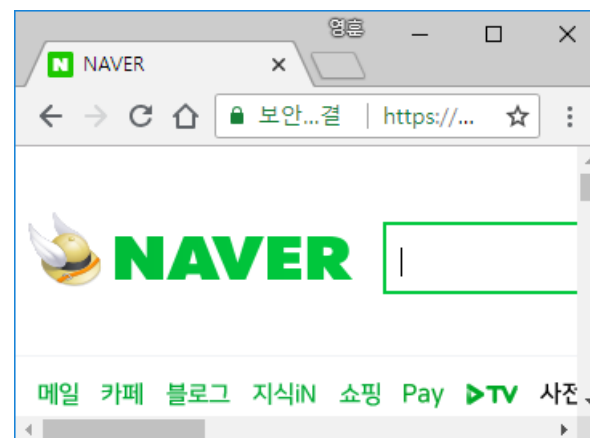 영훈
NAVER
보안...결 | https://...
NAVER
메일 카페 블로그 지식iN 쇼핑 Pay TV 사전